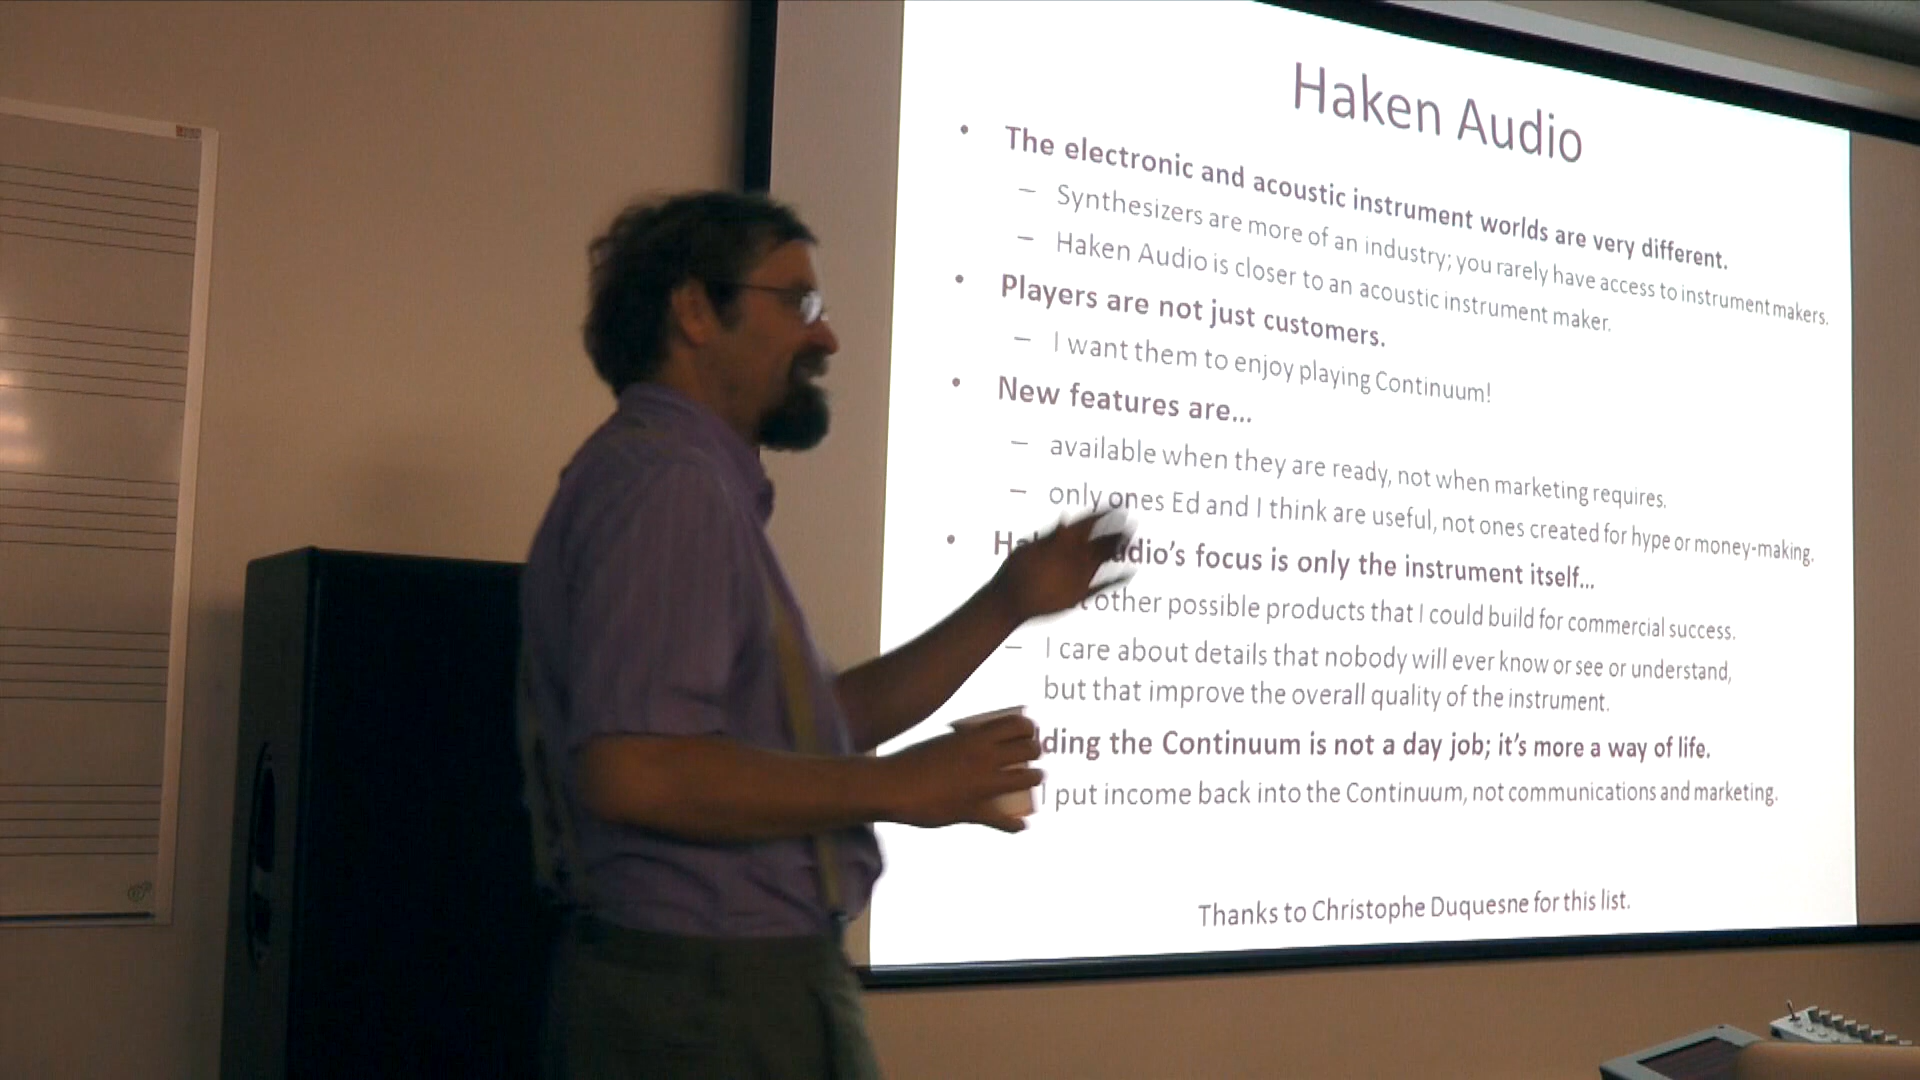 Haken Audio
• The electronic and acoustic instrument worlds are very different.
– Synthesizers are more of an industry; you rarely have access to instrument makers.
– Haken Audio is closer to an acoustic instrument maker.
• Players are not just customers.
– I want them to enjoy playing Continuum!
• New features are...
– available when they are ready, not when marketing requires.
– only ones Ed and I think are useful, not ones created for hype or money-making.
• focus is only the instrument itself...
other possible products that I could build for commercial success.
– I care about details that nobody will ever know or see or understand,
but that improve the overall quality of the instrument.
the Continuum is not a day job; it's more a way of life.
I put income back into the Continuum, not communications and marketing.
Thanks to Christophe Duquesne for this list.